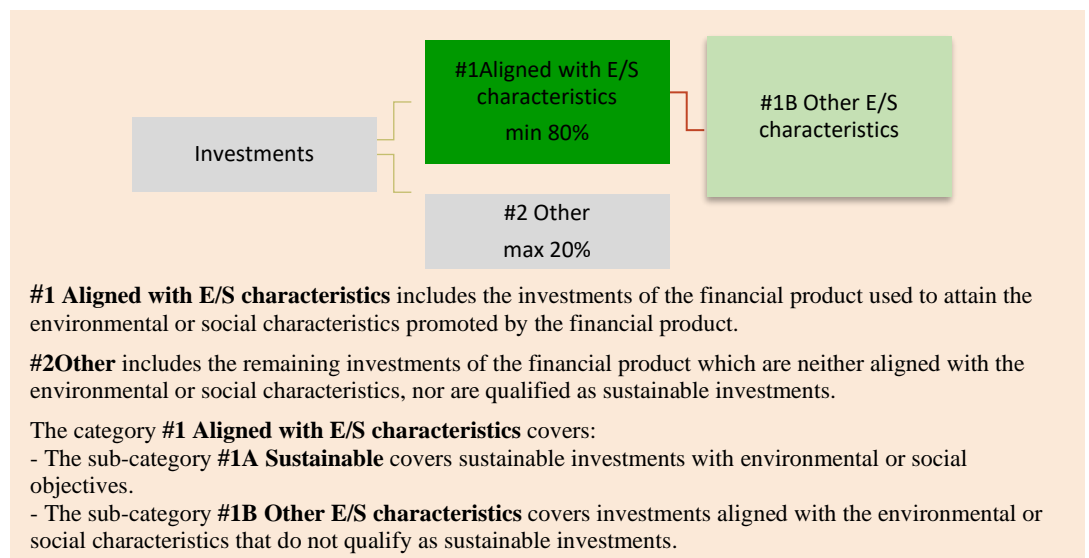 #1Aligned with E/S
characteristics
min 80%
#1B Other E/S
characteristics
Investments
#2 Other
max 20%
#1 Aligned with E/S characteristics includes the investments of the financial product used to attain the
environmental or social characteristics promoted by the financial product.
#2Other includes the remaining investments of the financial product which are neither aligned with the
environmental or social characteristics, nor are qualified as sustainable investments.
The category #1 Aligned with E/S characteristics covers:
- The sub-category #1A Sustainable covers sustainable investments with environmental or social
objectives.
- The sub-category #1B Other E/S characteristics covers investments aligned with the environmental or
social characteristics that do not qualify as sustainable investments.